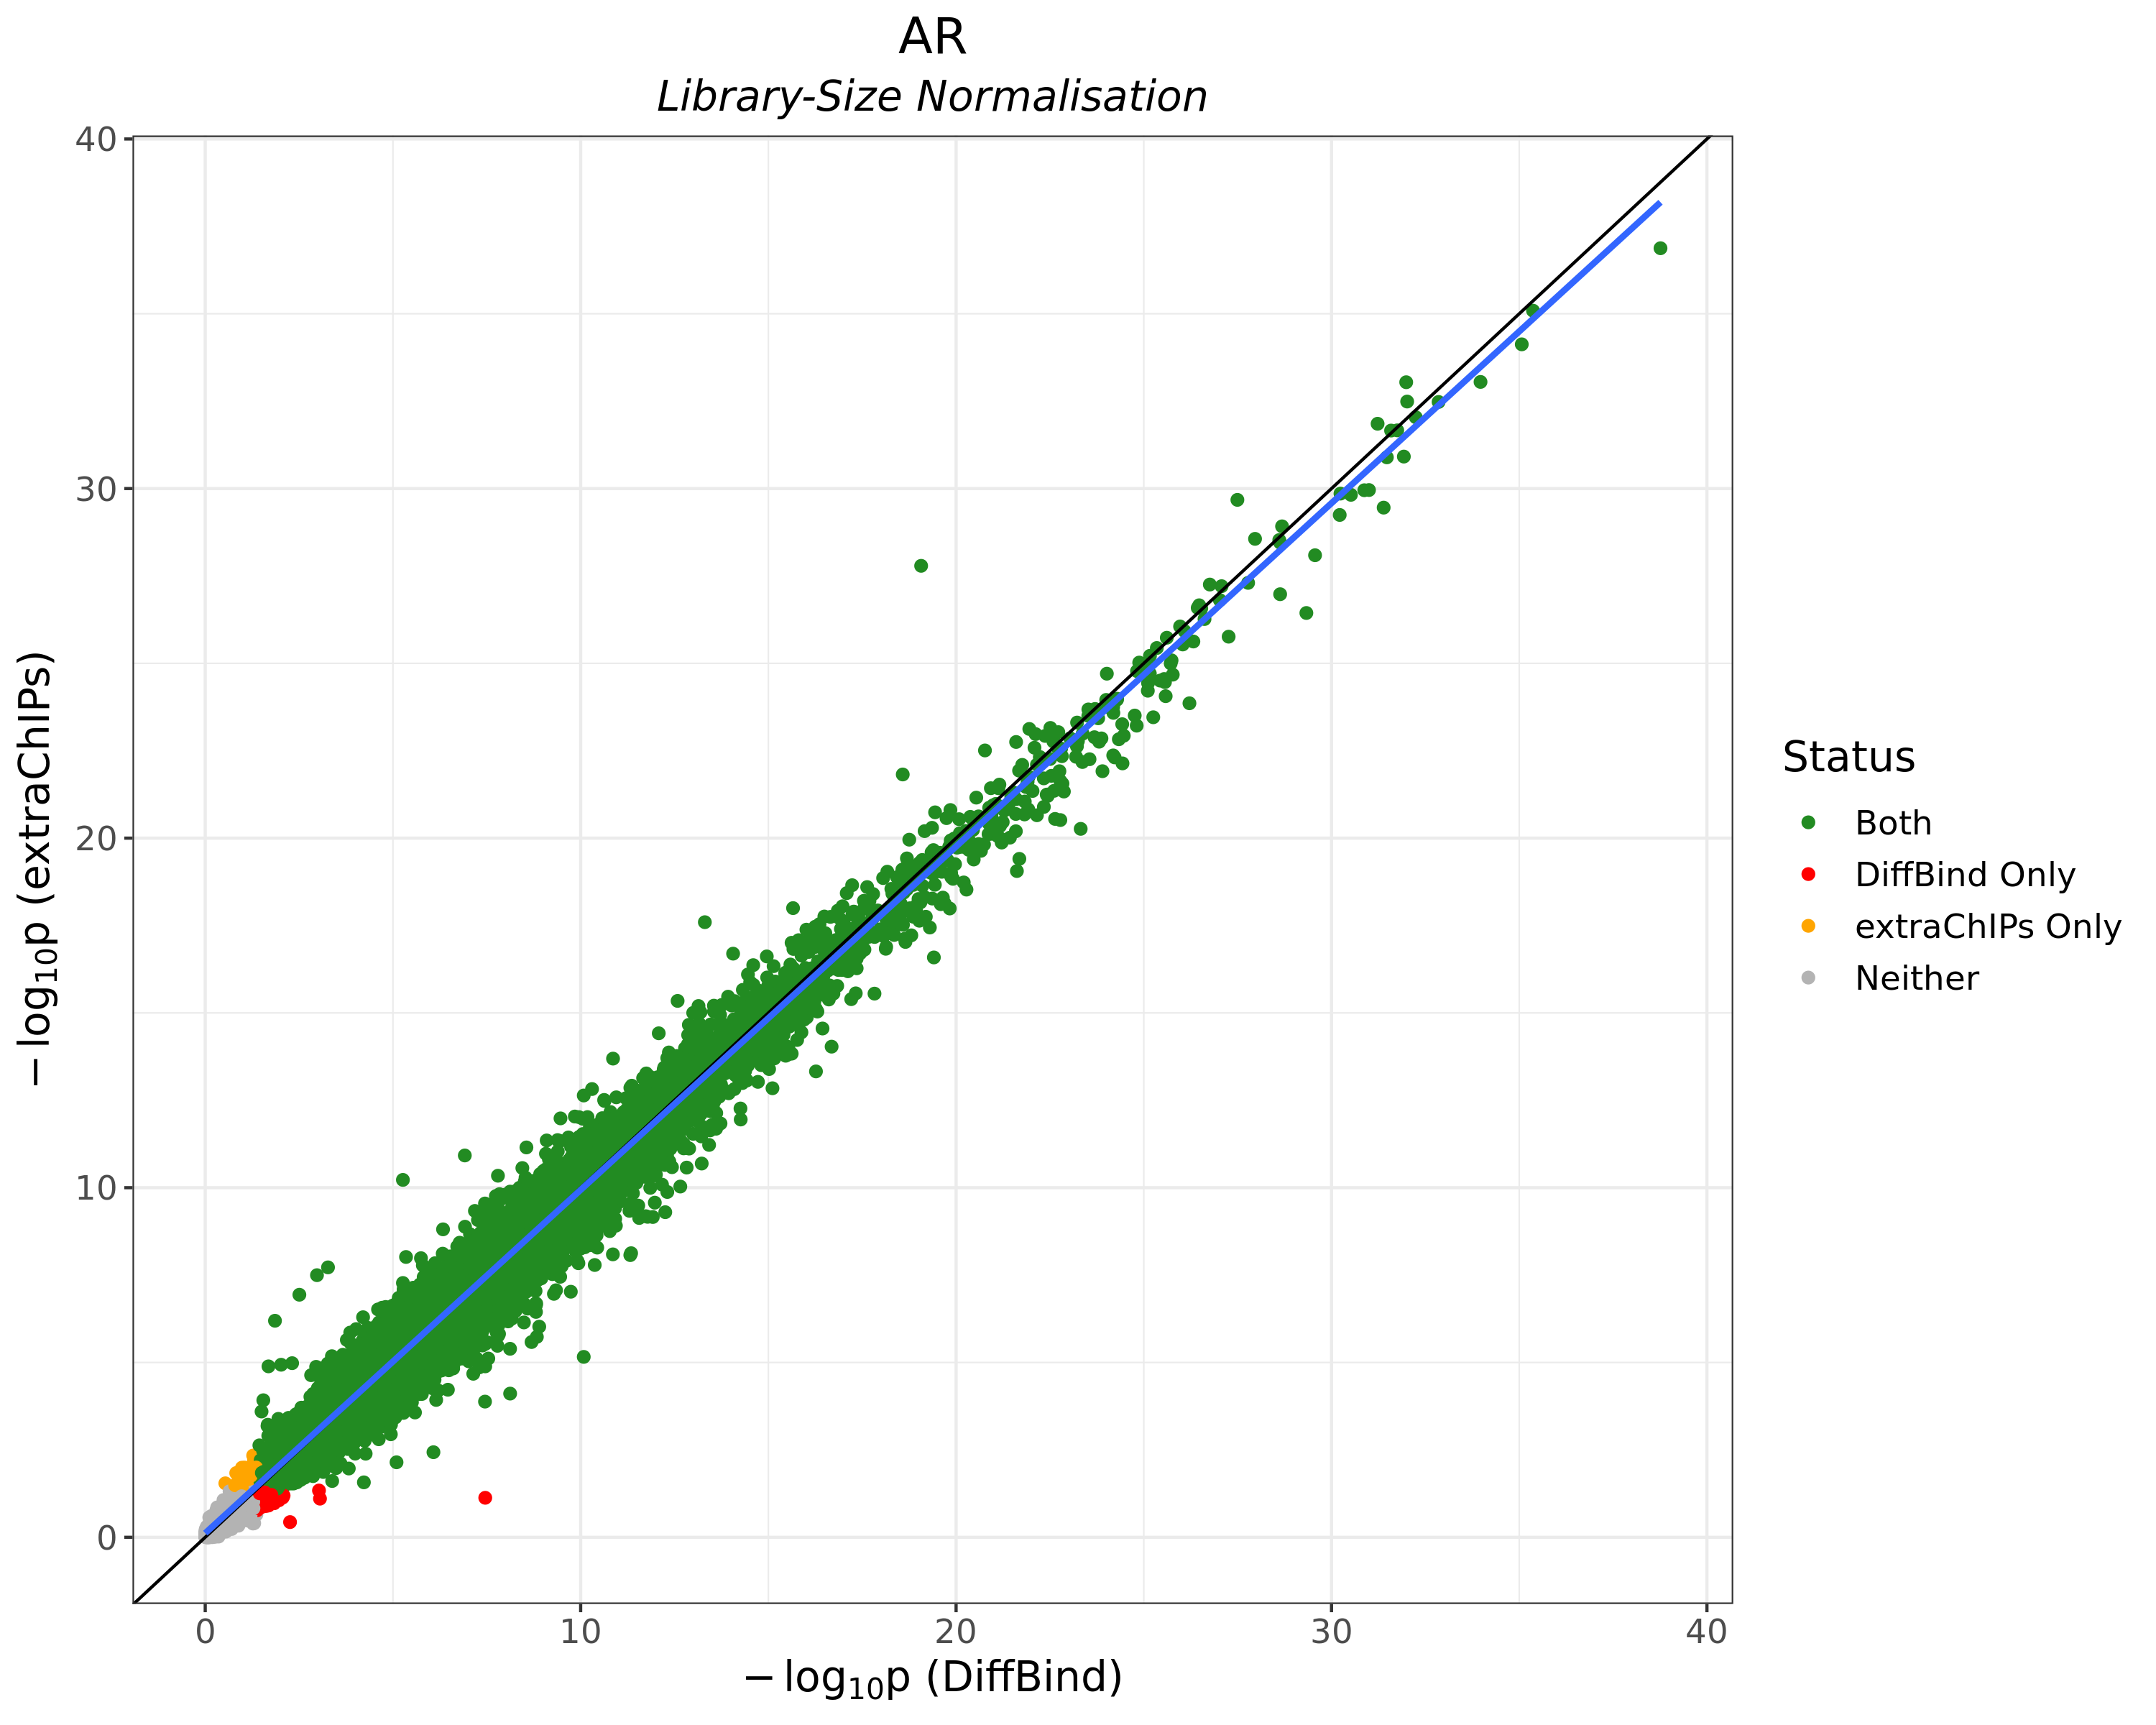 AR
Library-Size Normalisation
40
30
20
10
0
−log₁₀p (extraChIPs)
0 10 20 30 40
−log₁₀p (DiffBind)
Status
Both
DiffBind Only
extraChIPs Only
Neither